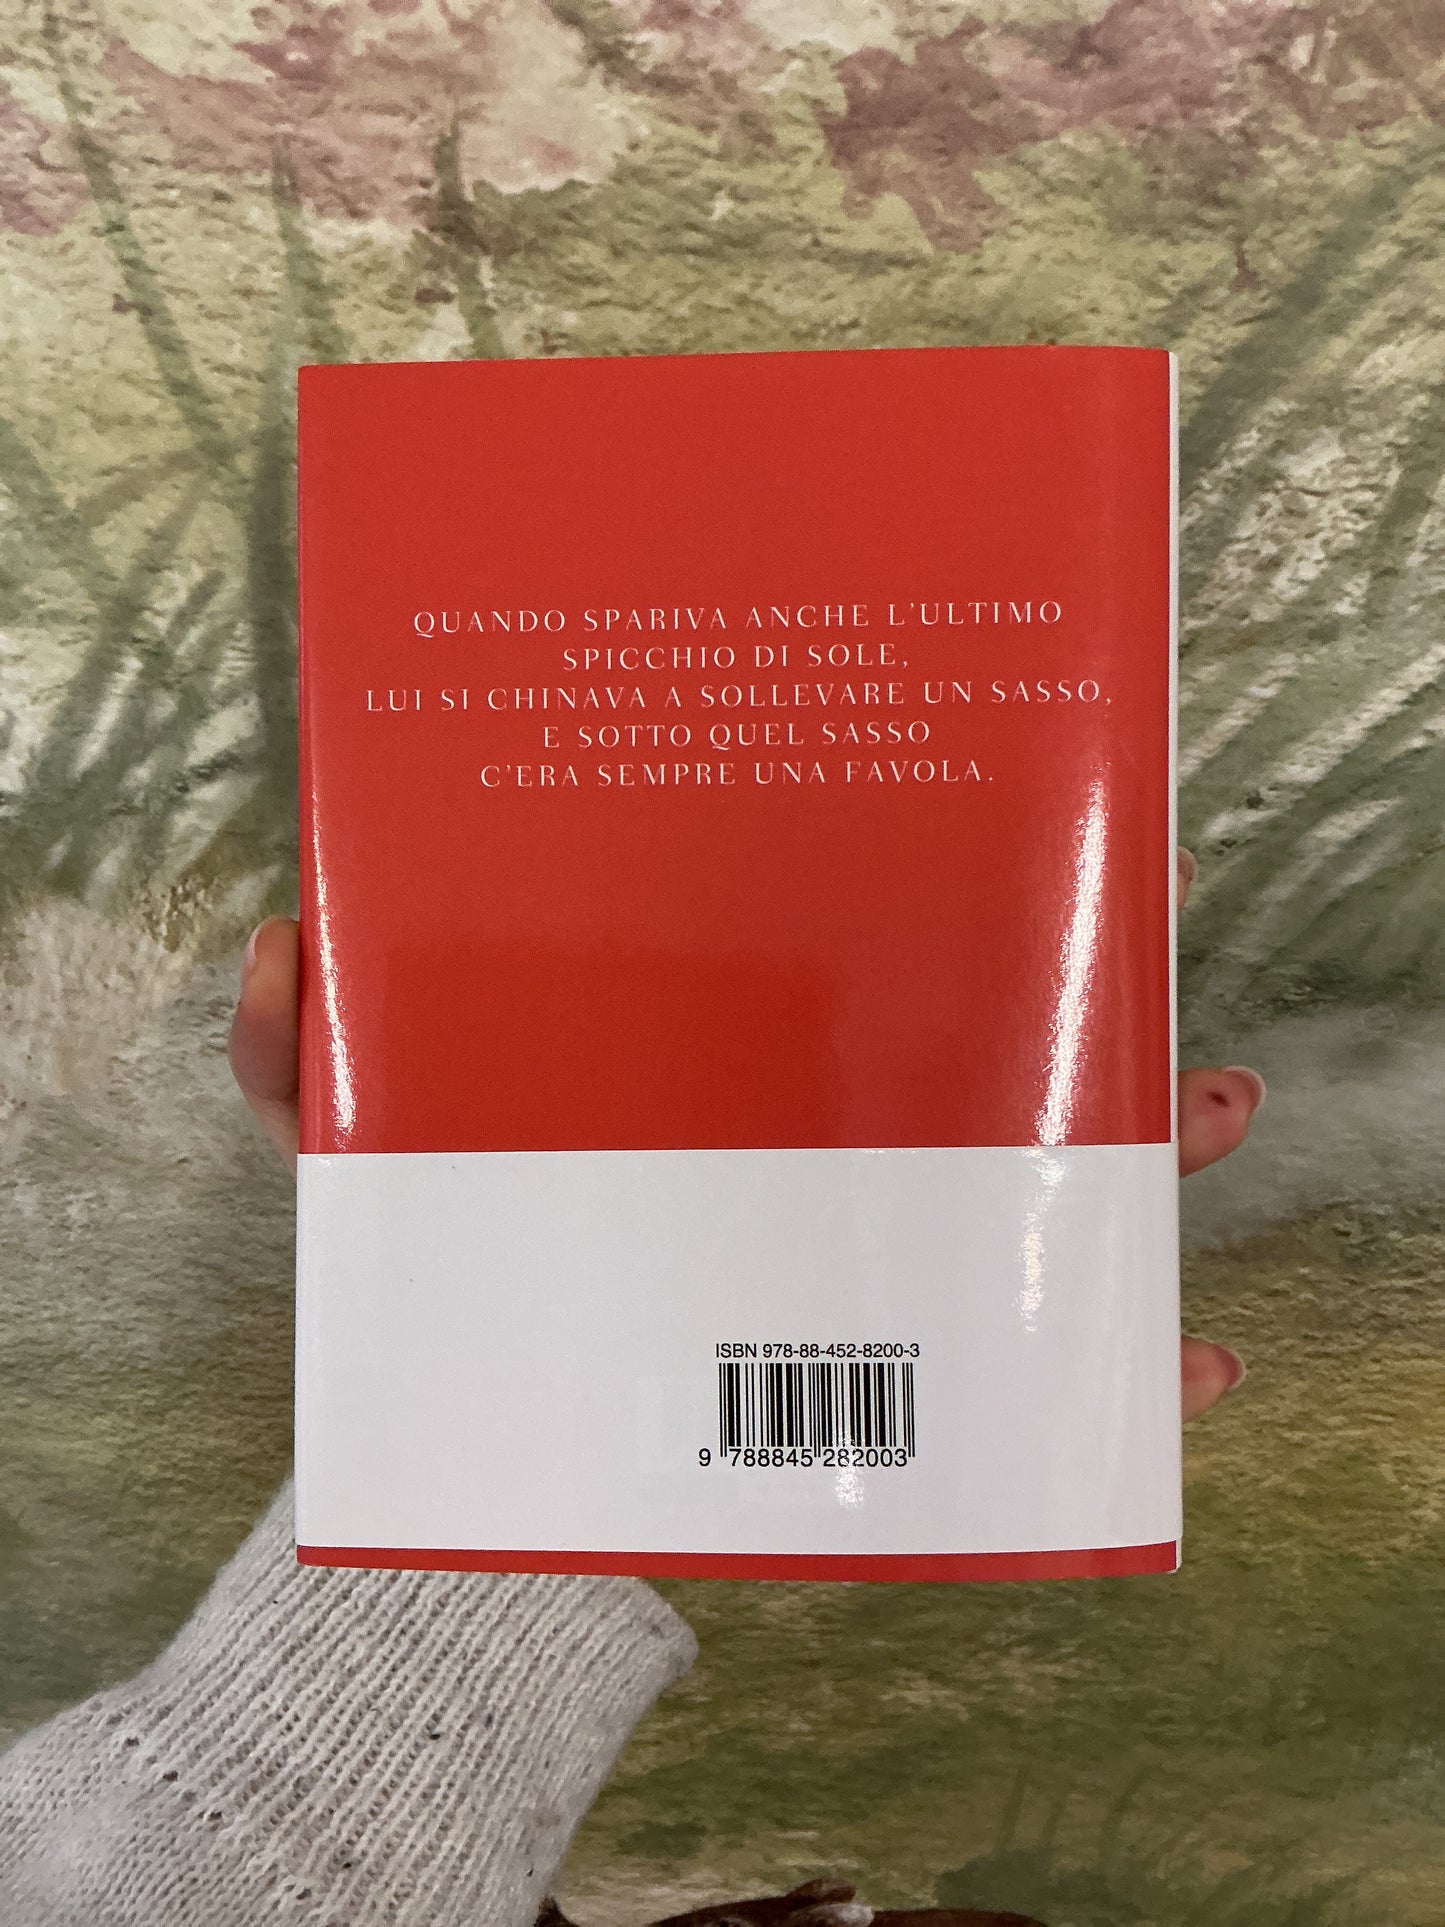 QUANDO SPARIVA ANCHE L'ULTIMO
SPICCHIO DI SOLE,
LUI SI CHINAVA A SOLLEVARE UN SASSO,
E SOTTO QUEL SASSO
C'ERA SEMPRE UNA FAVOLA.
ISBN 978-88-452-8200-3
9 788845 282003